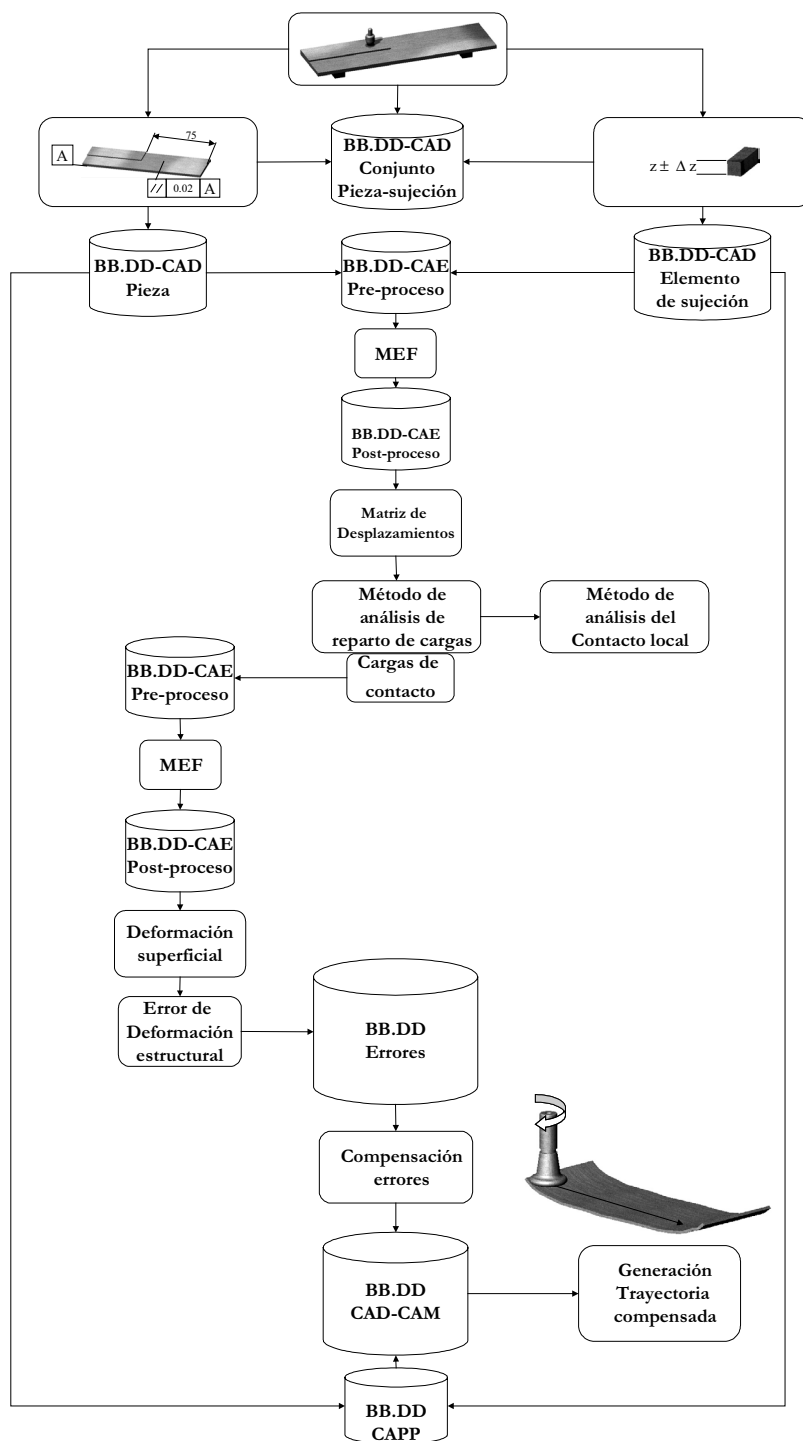 75
A
// 0.02 A
BB.DD-CAD
Conjunto
Pieza-sujeción
z ± Δ z
BB.DD-CAD
Pieza
BB.DD-CAE
Pre-proceso
BB.DD-CAD
Elemento
de sujeción
MEF
BB.DD-CAE
Post-proceso
Matriz de
Desplazamientos
Método de
análisis de
reparto de cargas
Método de
análisis del
Contacto local
Cargas de
contacto
BB.DD-CAE
Pre-proceso
MEF
BB.DD-CAE
Post-proceso
Deformación
superficial
Error de
Deformación
estructural
BB.DD
Errores
Compensación
errores
BB.DD
CAD-CAM
Generación
Trayectoria
compensada
BB.DD
CAPP